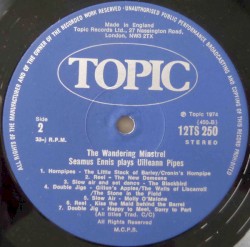 ALL RIGHTS OF THE MANUFACTURER AND OF THE OWNER OF THE RECORDED WORK RESERVED - UNAUTHORISED PUBLIC PERFORMANCE BROADCASTING AND COPYING OF THIS RECORD PROHIBITED
Made in England
Topic Records Ltd., 27 Nassington Road,
London, NW3 2TX
TOPIC
Side
2
33⅓ R.P.M.
℗ Topic 1974
12TS 250
STEREO
The Wandering Minstrel
Seamus Ennis plays Uilleann Pipes
1. Hornpipes - The Little Stack of Barley/Cronin's Hornpipe
2. Reel - The New Demesne
3. Slow air and set dance - The Blackbird
4. Double Jigs - Gillan's Apples/The Walls of Liscarroll
/The Stone in the Field
5. Slow Air - Molly O'Malone
6. Reel - Kiss the Maid Behind the Barrel
7. Double Jig - Happy to Meet, Sorry to Part
(All titles Trad. C/C)
(All Side)
M.C.P.S.